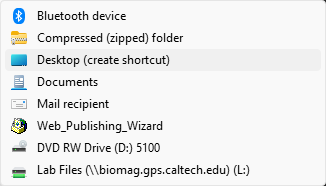 Bluetooth device
Compressed (zipped) folder
Desktop (create shortcut)
Documents
Mail recipient
Web_Publishing_Wizard
DVD RW Drive (D:) 5100
Lab Files (\\biomag.gps.caltech.edu) (L:)